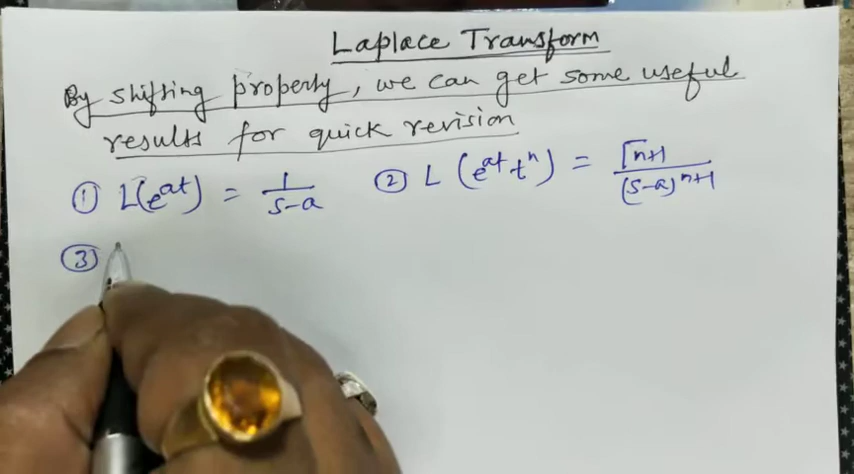 Laplace Transform
By shifting property, we can get some useful
results for quick revision
① L(e^at) = 1/(s-a) ② L (e^at t^n) = Γn+1/(s-a)^n+1
③